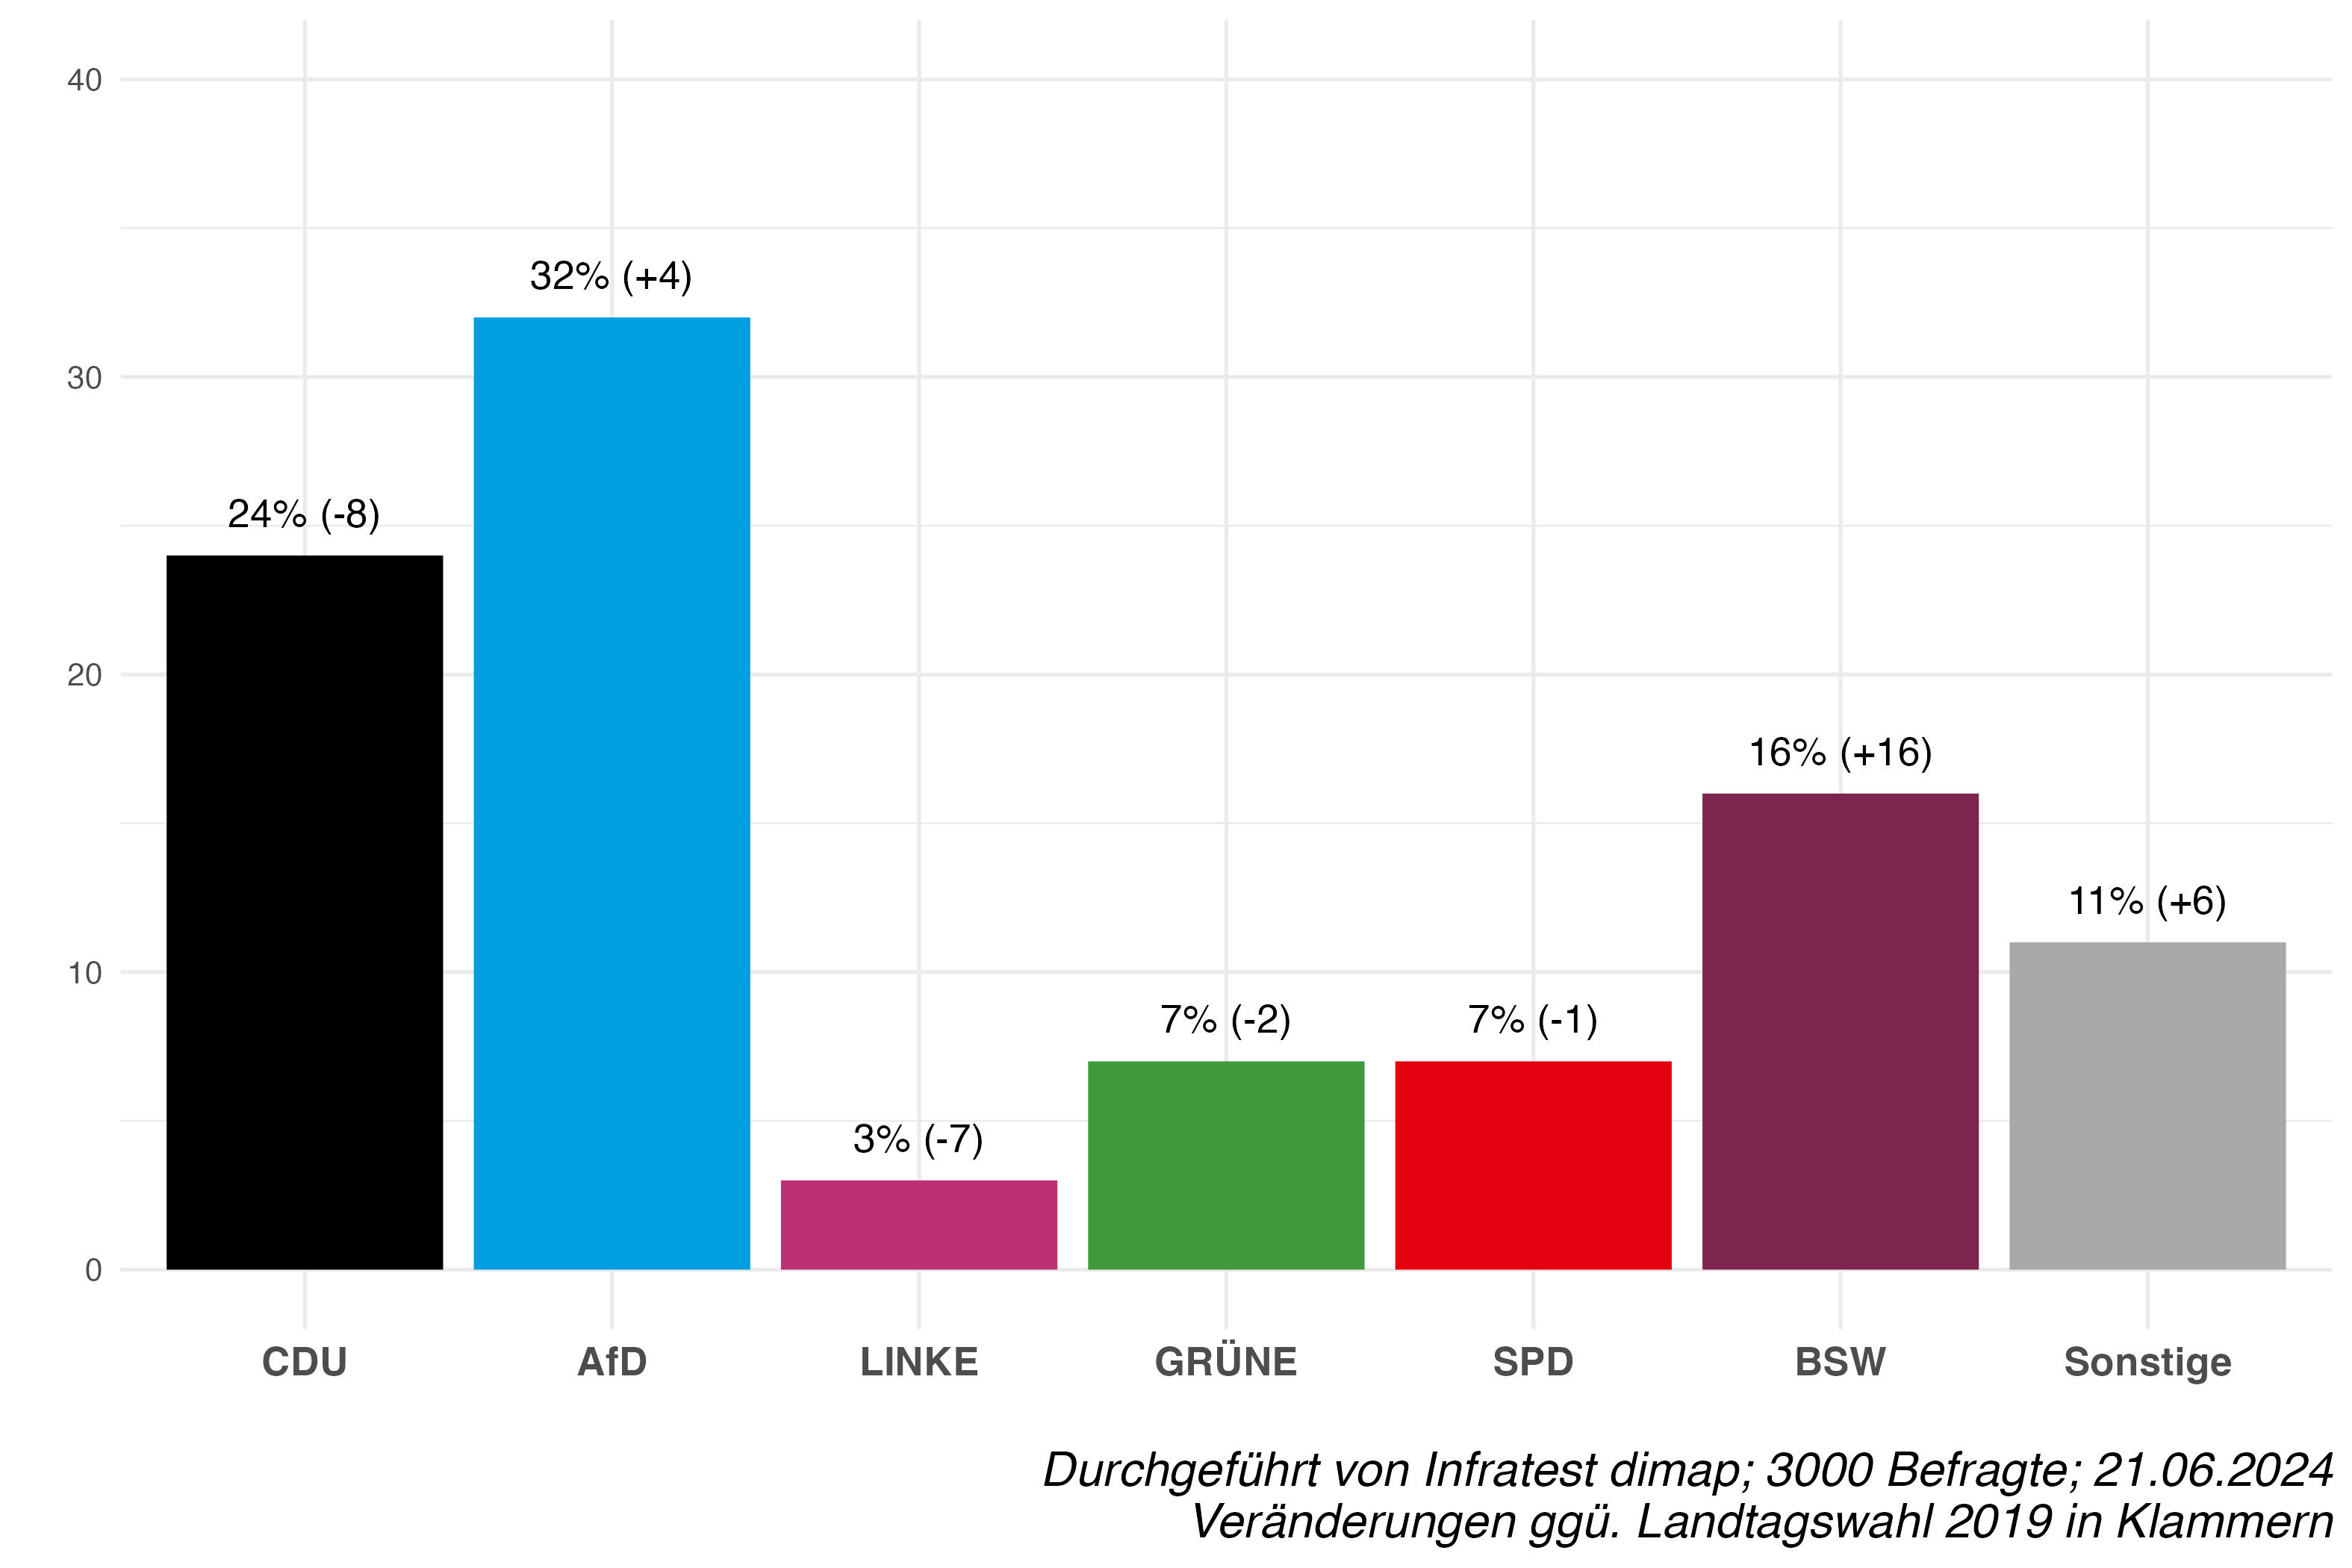 40
30
20
10
0
24% (-8)
32% (+4)
3% (-7)
7% (-2)
7% (-1)
16% (+16)
11% (+6)
CDU
AfD
LINKE
GRÜNE
SPD
BSW
Sonstige
Durchgeführt von Infratest dimap; 3000 Befragte; 21.06.2024
Veränderungen ggü. Landtagswahl 2019 in Klammern